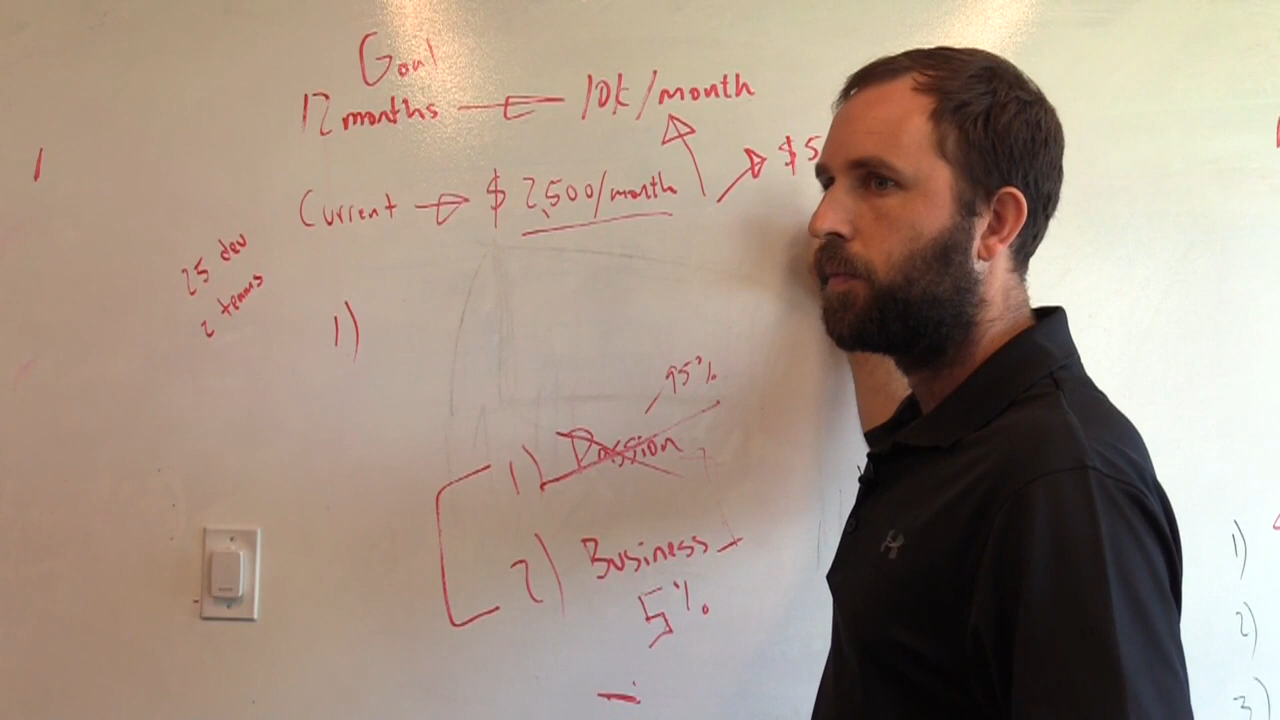 Goal
12 months → 10k/month
$5
Current → $ 2,500/month
25 dev
2 teams
1)
95%
1) Passion
2) Business
5%
1)
2)
3)